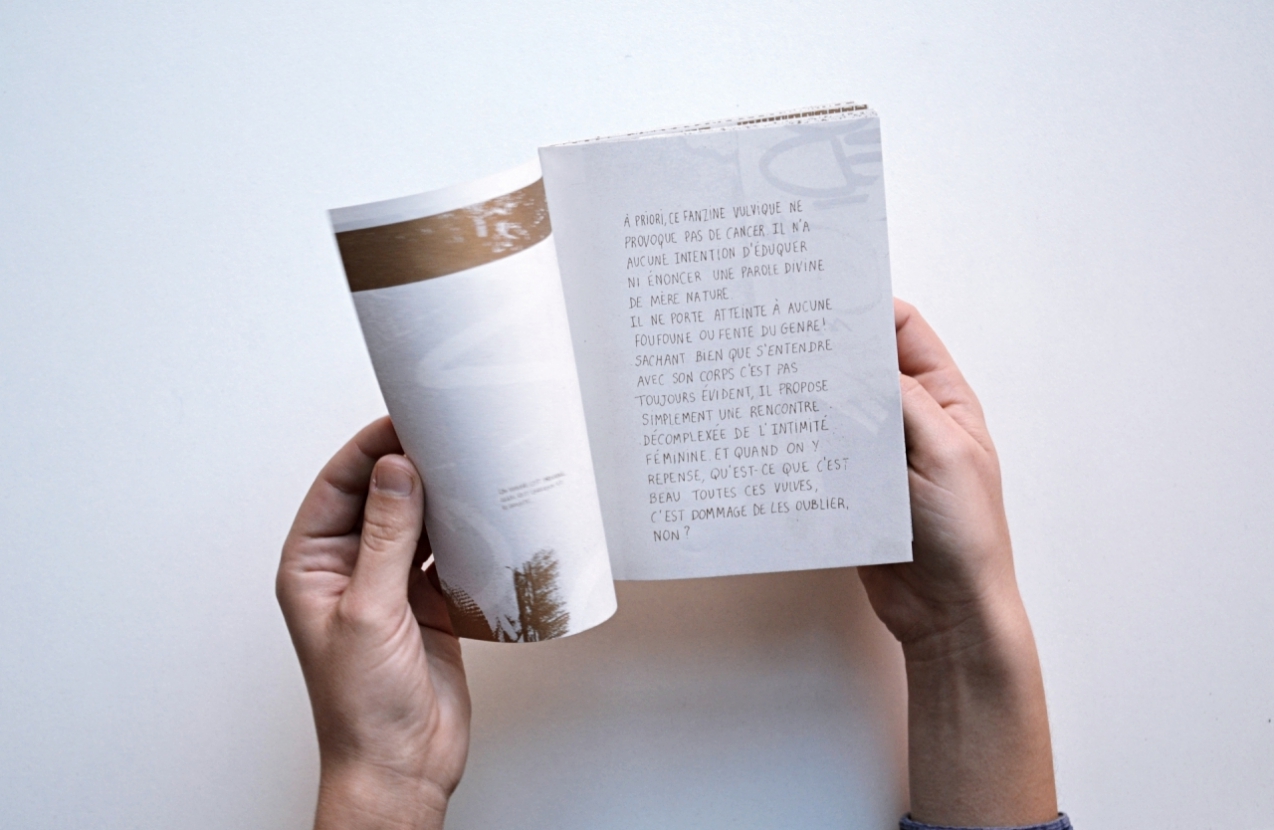 À PRIORI, CE FANZINE VULVIQUE NE
PROVOQUE PAS DE CANCER. IL N'A
AUCUNE INTENTION D'ÉDUQUER
NI ÉNONCER UNE PAROLE DIVINE
DE MÈRE NATURE.
IL NE PORTE ATTEINTE À AUCUNE
FOUFOUNE OU FENTE DU GENRE!
SACHANT BIEN QUE S'ENTENDRE
AVEC SON CORPS C'EST PAS
TOUJOURS ÉVIDENT, IL PROPOSE
SIMPLEMENT UNE RENCONTRE
DÉCOMPLEXÉE DE L'INTIMITÉ
FÉMININE. ET QUAND ON Y
REPENSE, QU'EST-CE QUE C'EST
BEAU TOUTES CES VULVES,
C'EST DOMMAGE DE LES OUBLIER,
NON?